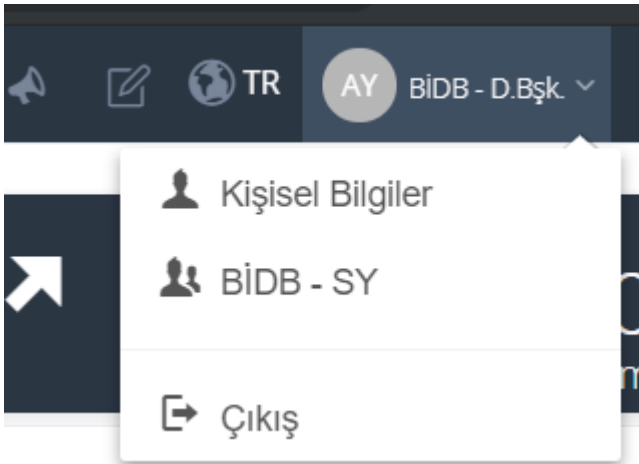 TR
AY
BİDB - D.Bşk.
Kişisel Bilgiler
BİDB - SY
Çıkış